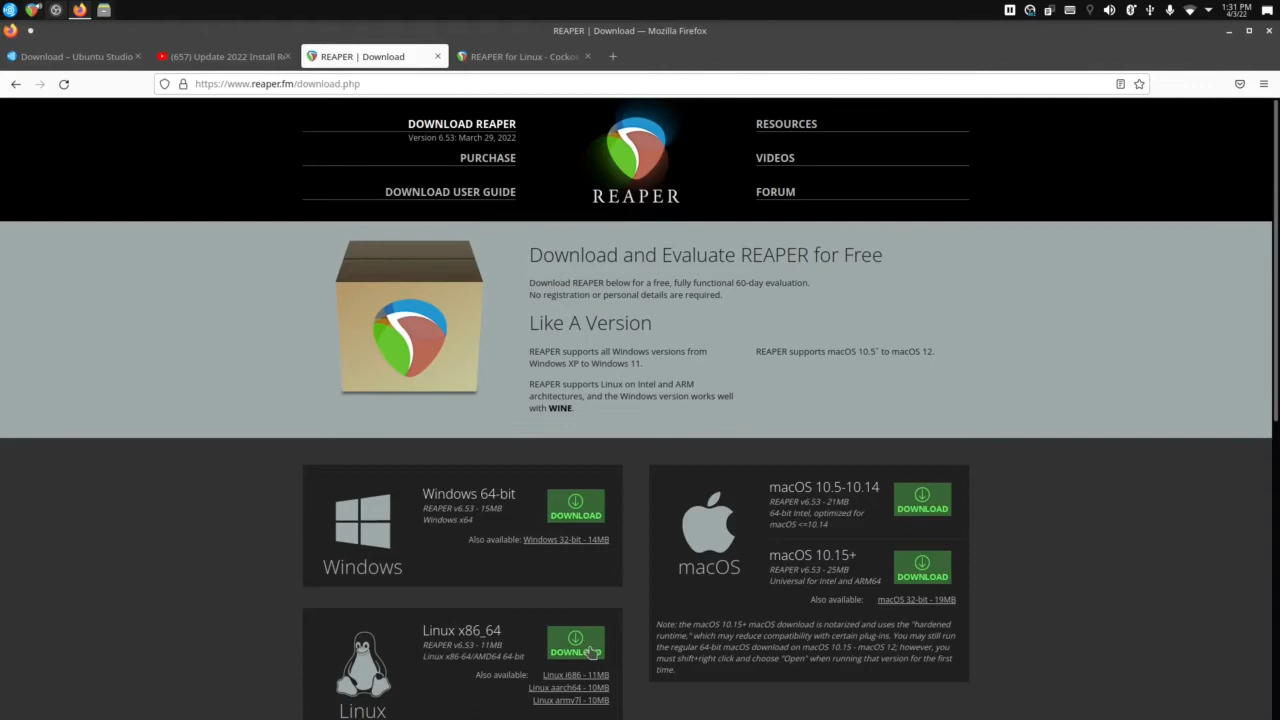 1:31 PM
4/3/22
REAPER | Download — Mozilla Firefox
Download – Ubuntu Studio
(657) Update 2022 Install Re
REAPER | Download
REAPER for Linux - Cockos
https://www.reaper.fm/download.php
DOWNLOAD REAPER
Version 6.53: March 29, 2022
PURCHASE
DOWNLOAD USER GUIDE
REAPER
RESOURCES
VIDEOS
FORUM
Download and Evaluate REAPER for Free
Download REAPER below for a free, fully functional 60-day evaluation.
No registration or personal details are required.
Like A Version
REAPER supports all Windows versions from
Windows XP to Windows 11.
REAPER supports Linux on Intel and ARM
architectures, and the Windows version works well
with WINE.
REAPER supports macOS 10.5* to macOS 12.
Windows
Windows 64-bit
REAPER v6.53 - 15MB
Windows x64
DOWNLOAD
Also available: Windows 32-bit - 14MB
macOS
macOS 10.5-10.14
REAPER v6.53 - 21MB
64-bit Intel, optimized for
macOS <=10.14
DOWNLOAD
macOS 10.15+
REAPER v6.53 - 25MB
Universal for Intel and ARM64
DOWNLOAD
Also available: macOS 32-bit - 19MB
Note: the macOS 10.15+ macOS download is notarized and uses the "hardened
runtime," which may reduce compatibility with certain plug-ins. You may still run
the regular 64-bit macOS download on macOS 10.15 - macOS 12; however, you
must shift+right click and choose "Open" when running that version for the first
time.
Linux
Linux x86_64
REAPER v6.53 - 11MB
Linux x86-64/AMD64 64-bit
DOWNLOAD
Also available: Linux i686 - 11MB
Linux aarch64 - 10MB
Linux armv7l - 10MB